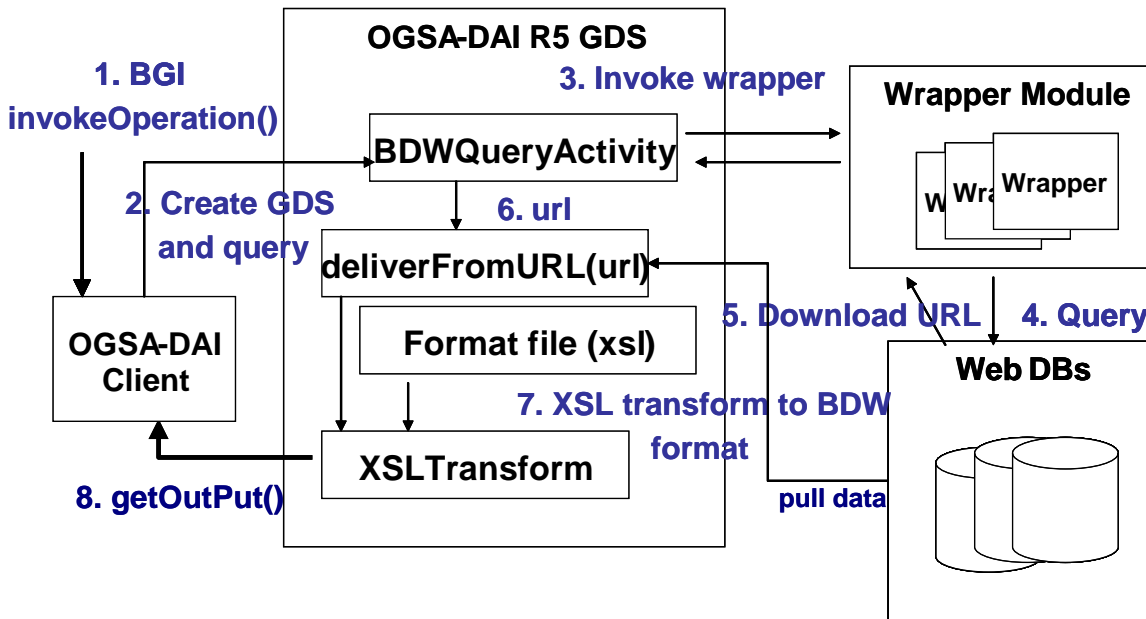 OGSA-DAI R5 GDS
1. BGI
invokeOperation()
3. Invoke wrapper
Wrapper Module
BDWQueryActivity
Wrapper
Wra
W
2. Create GDS
and query
6. url
deliverFromURL(url)
5. Download URL
4. Query
OGSA-DAI
Client
Format file (xsl)
Web DBs
7. XSL transform to BDW
format
XSLTransform
8. getOutPut()
pull data